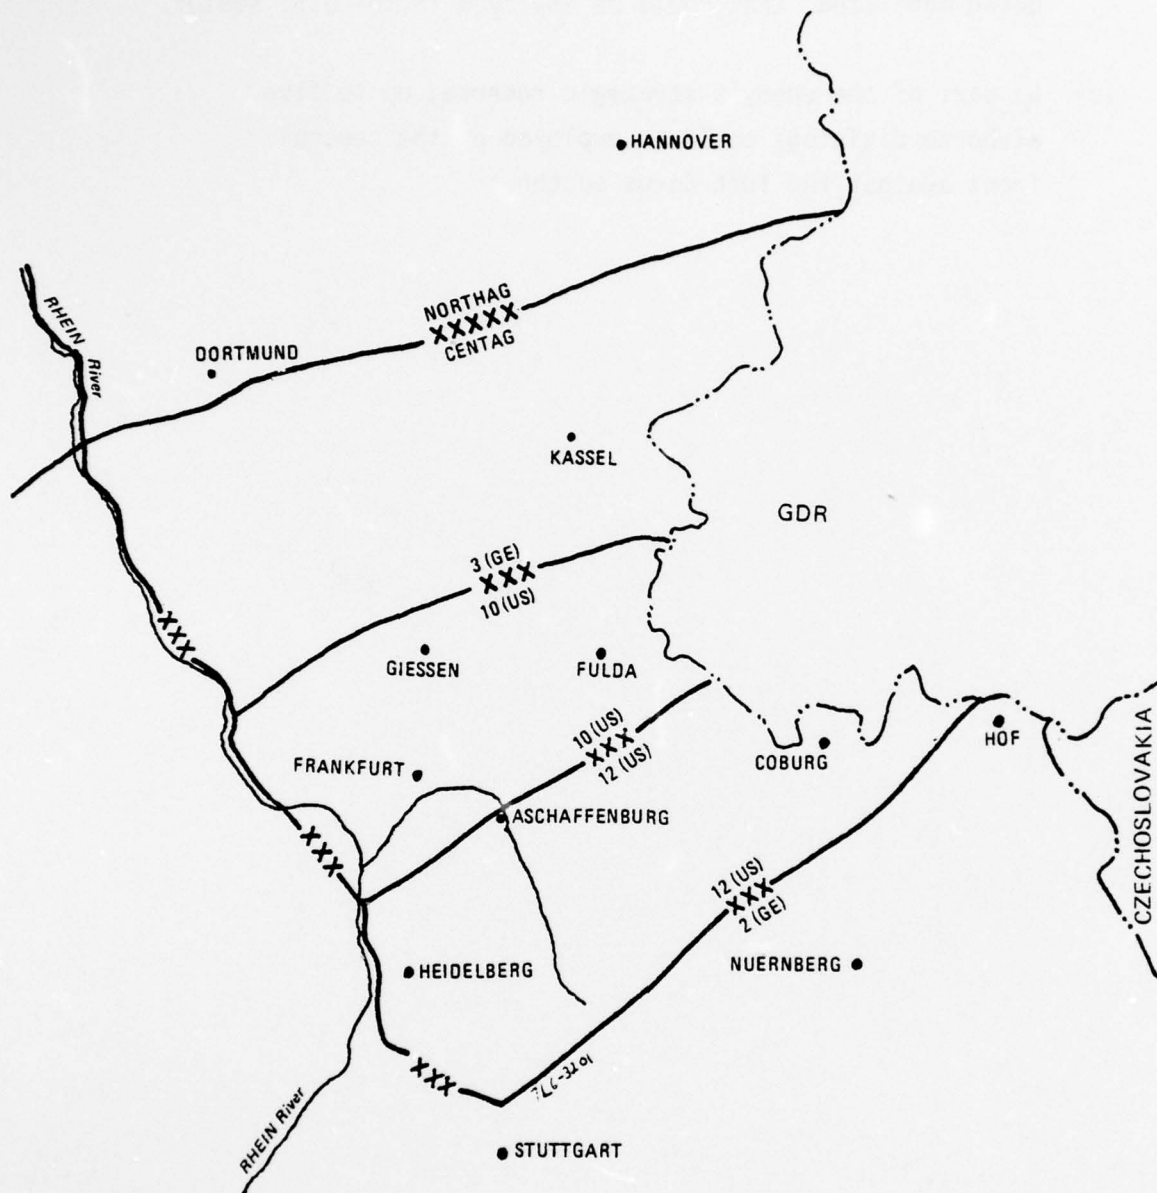 HANNOVER
NORTHAG
XXXXX
CENTAG
RHEIN River
DORTMUND
KASSEL
GDR
3 (GE)
XXX
10 (US)
XXX
GIESSEN
FULDA
10 (US)
XXX
12 (US)
COBURG
HOF
CZECHOSLOVAKIA
FRANKFURT
ASCHAFFENBURG
XXX
12 (US)
XXX
2 (GE)
HEIDELBERG
NUERNBERG
XXX
RHEIN River
STUTTGART